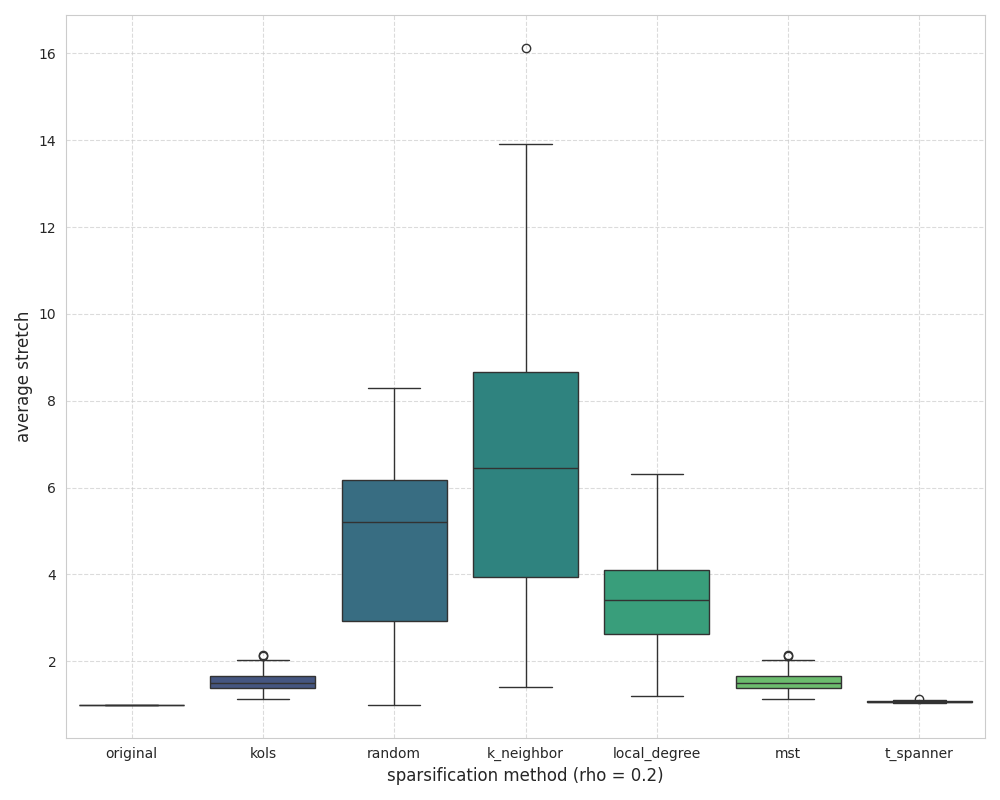 average stretch
16
14
12
10
8
6
4
2
original kols random k_neighbor local_degree mst t_spanner
sparsification method (rho = 0.2)